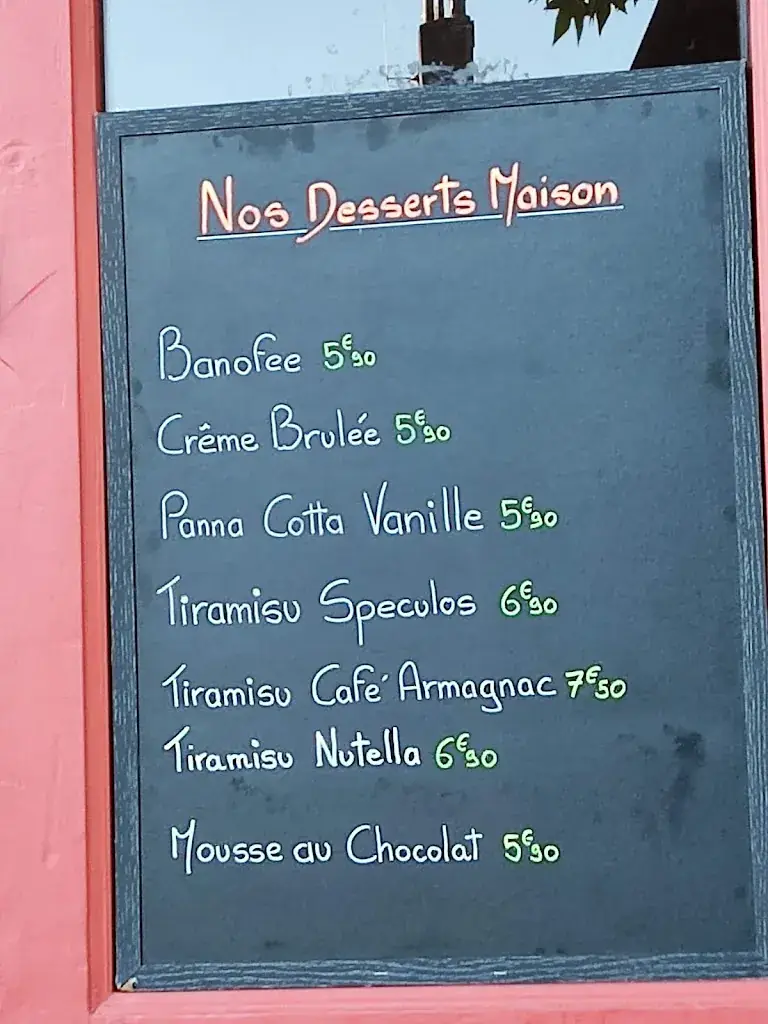 Nos Desserts Maison
Banofee 5€90
Crême Brulée 5€90
Panna Cotta Vanille 5€90
Tiramisu Speculos 6€90
Tiramisu Café Armagnac 7€50
Tiramisu Nutella 6€90
Mousse au Chocolat 5€90